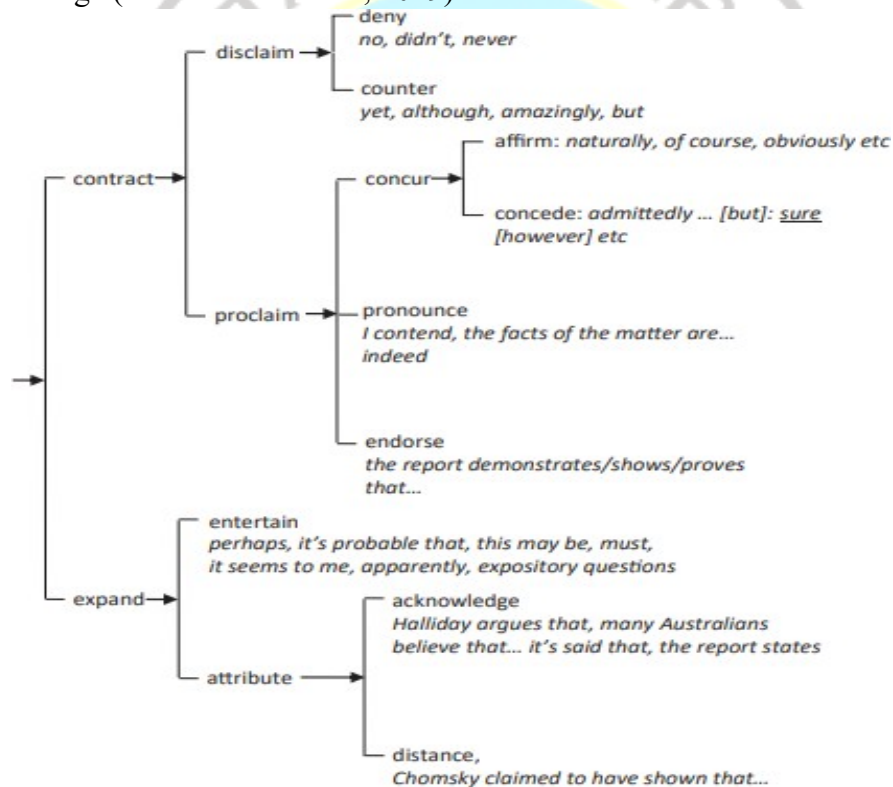 deny
no, didn't, never
disclaim
counter
yet, although, amazingly, but
affirm: naturally, of course, obviously etc
contract
concur
concede: admittedly ... [but]: sure
[however] etc
proclaim
pronounce
I contend, the facts of the matter are...
indeed
endorse
the report demonstrates/shows/proves
that...
entertain
perhaps, it's probable that, this may be, must,
it seems to me, apparently, expository questions
expand
acknowledge
Halliday argues that, many Australians
believe that... it's said that, the report states
attribute
distance,
Chomsky claimed to have shown that...